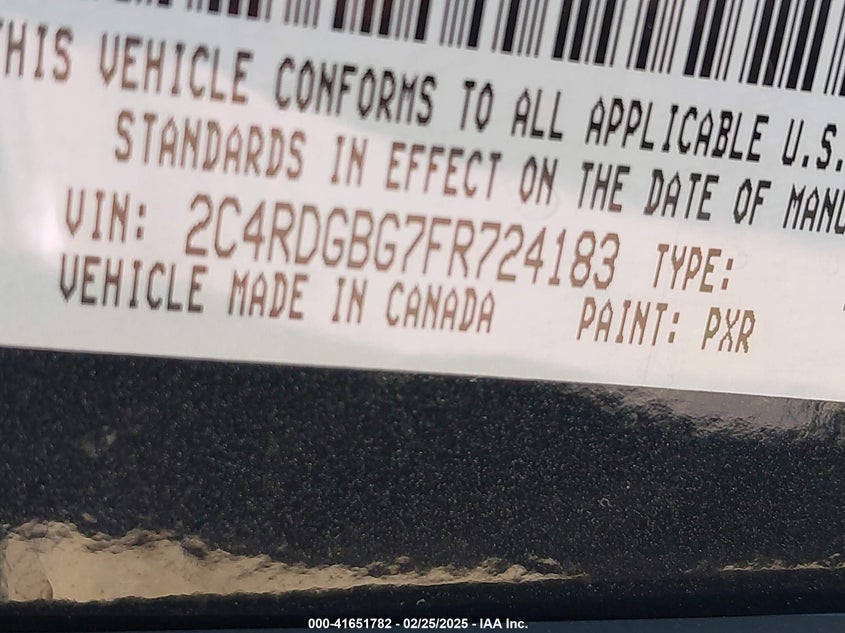 THIS VEHICLE CONFORMS TO ALL APPLICABLE U.S.
STANDARDS IN EFFECT ON THE DATE OF MANU
VIN: 2C4RDGBG7FR724183 TYPE:
VEHICLE MADE IN CANADA PAINT: PXR
000-41651782 - 02/25/2025 - IAA Inc.